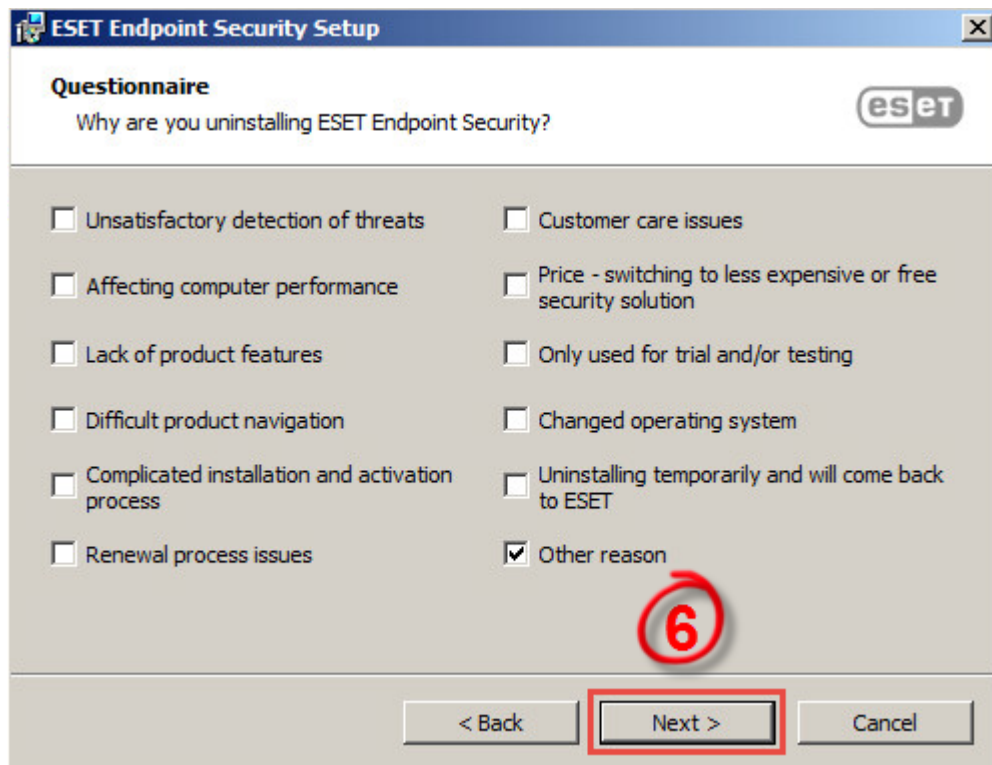 ESET Endpoint Security Setup
Questionnaire
Why are you uninstalling ESET Endpoint Security?
eset
Unsatisfactory detection of threats
Affecting computer performance
Lack of product features
Difficult product navigation
Complicated installation and activation
process
Renewal process issues
Customer care issues
Price - switching to less expensive or free
security solution
Only used for trial and/or testing
Changed operating system
Uninstalling temporarily and will come back
to ESET
Other reason
6
< Back
Next >
Cancel